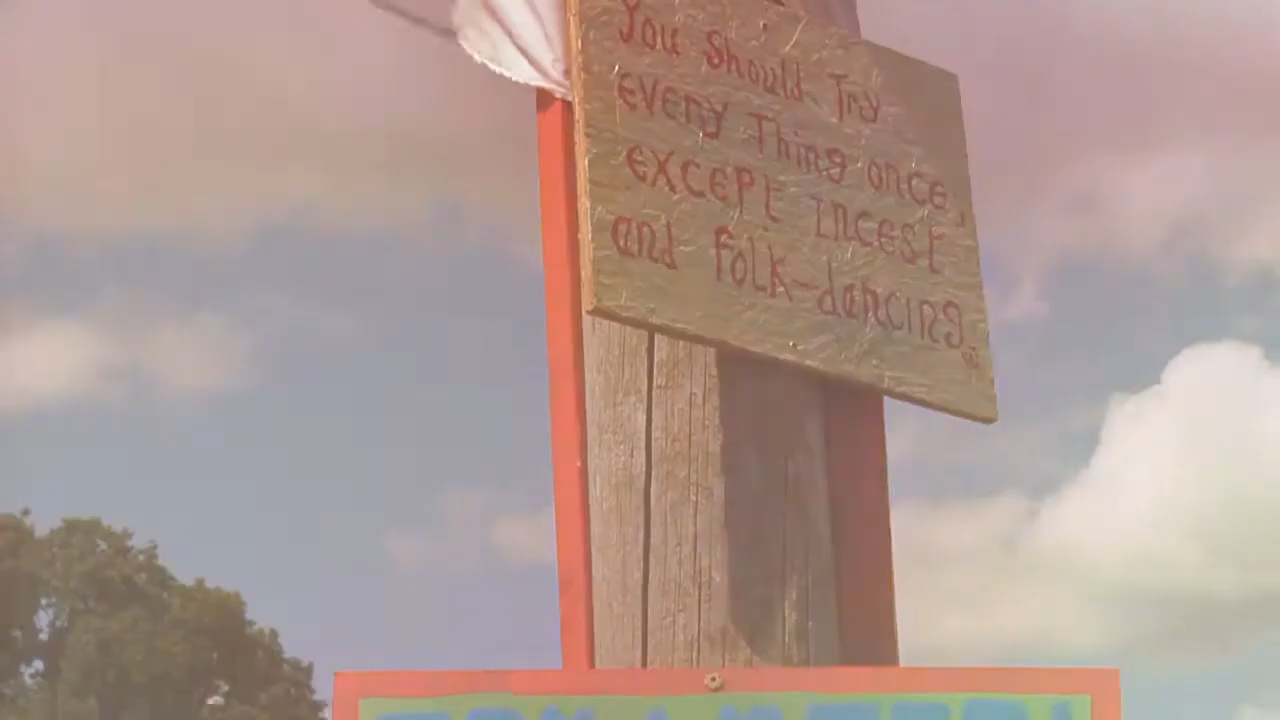 You Should Try
EVERY Thing once,
EXCEPT INCEST
and Folk-dancing.